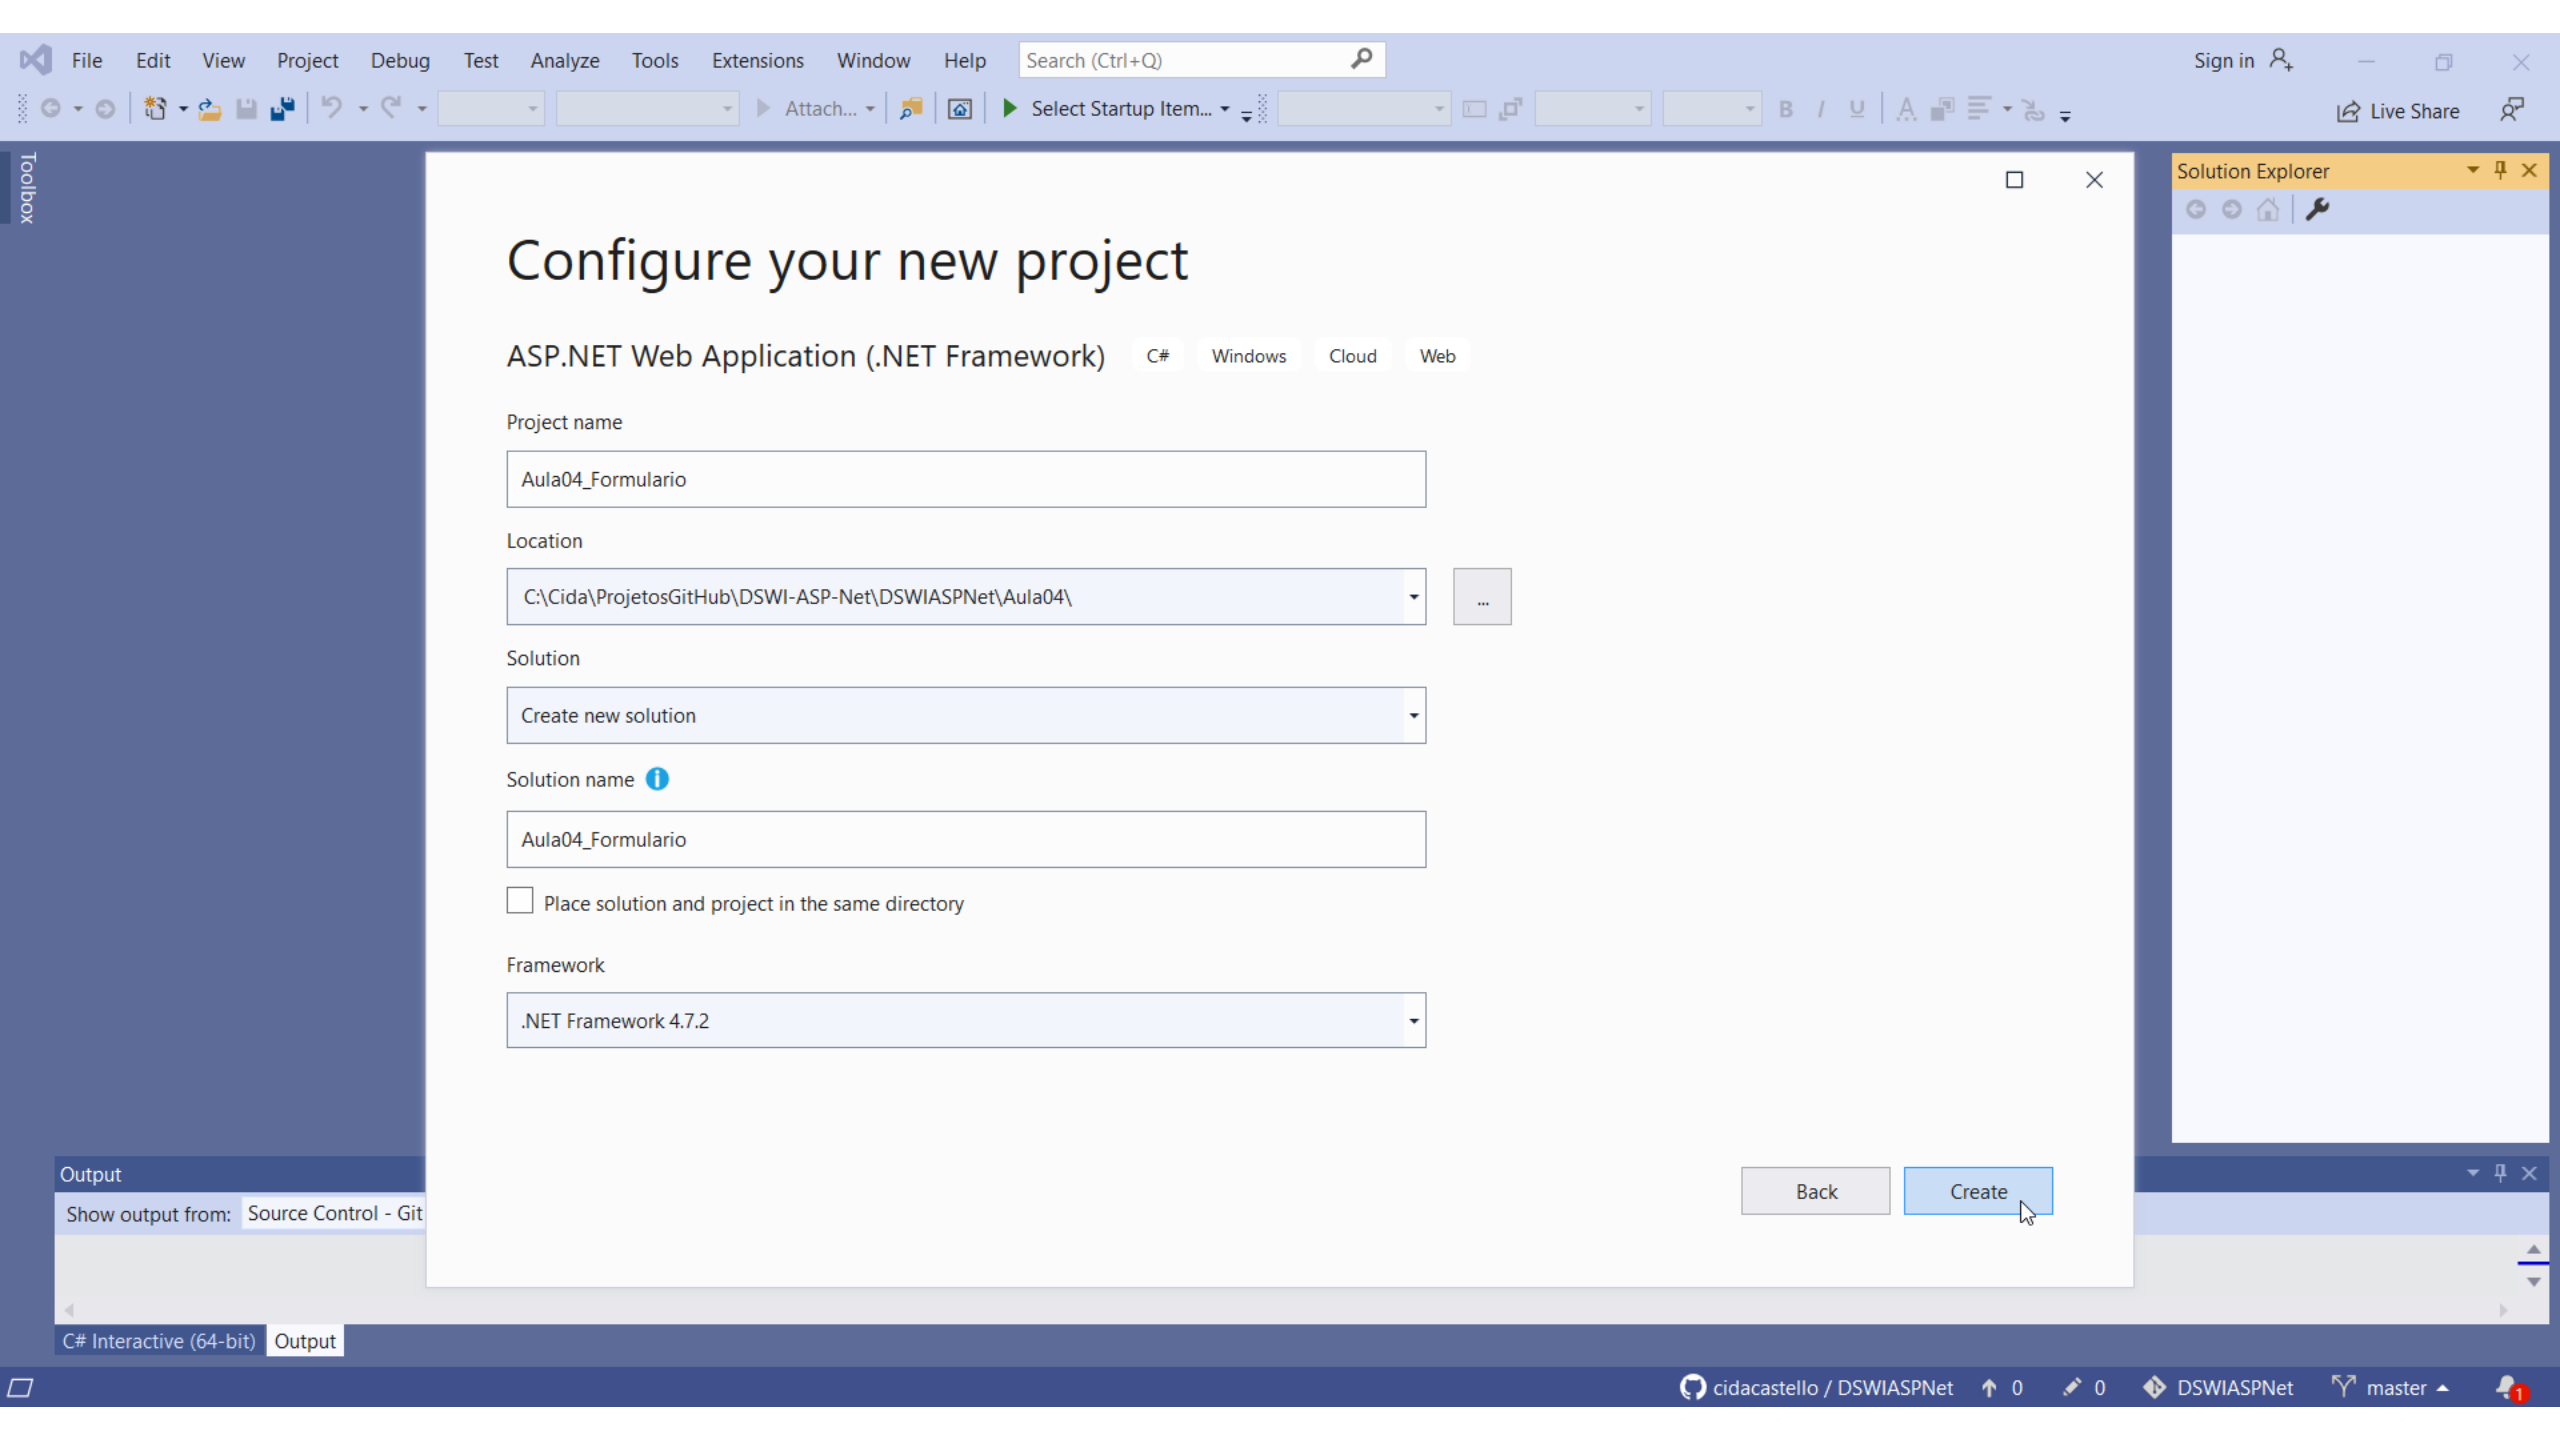 File Edit View Project Debug Test Analyze Tools Extensions Window Help Search (Ctrl+Q) Sign in
Attach... Select Startup Item... B I U A Live Share
Toolbox
Solution Explorer
Configure your new project
ASP.NET Web Application (.NET Framework) C# Windows Cloud Web
Project name
Aula04_Formulario
Location
C:\Cida\ProjetosGitHub\DSWI-ASP-Net\DSWIASPNet\Aula04\
...
Solution
Create new solution
Solution name
Aula04_Formulario
Place solution and project in the same directory
Framework
.NET Framework 4.7.2
Back Create
Output
Show output from: Source Control - Git
C# Interactive (64-bit) Output
cidacastello / DSWIASPNet 0 0 DSWIASPNet master 1